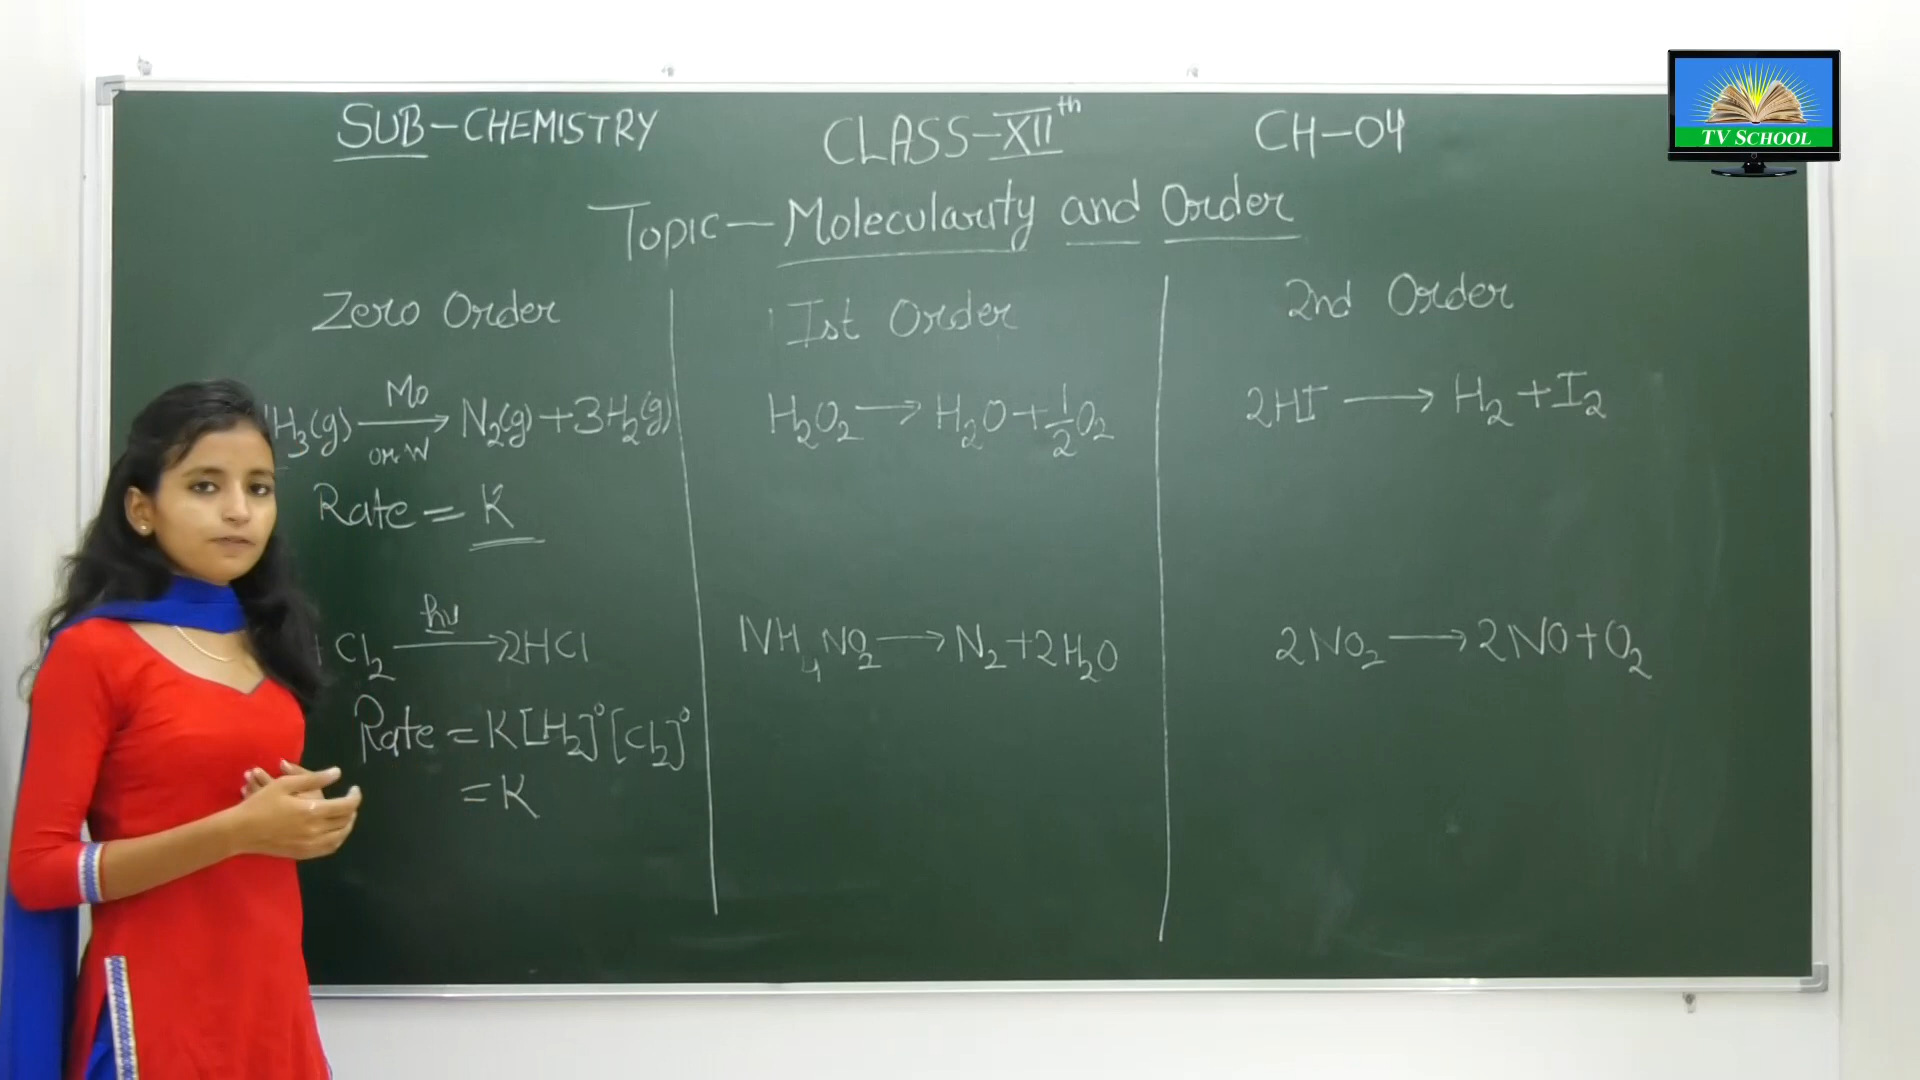 SUB-CHEMISTRY CLASS-XIIth CH-04
TV SCHOOL
Topic-Molecularity and Order
Zero Order
H3(g) —Mo or W→ N2(g)+3H2(g)
Rate = K
+ Cl2 —hν→ 2HCl
Rate = K[H2]⁰[Cl2]⁰
= K
Ist Order
H2O2 → H2O+1/2O2
NH4NO2 → N2+2H2O
2nd Order
2HI → H2+I2
2NO2 → 2NO+O2